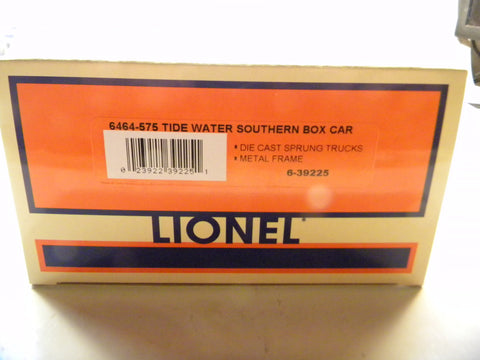 6464-575 TIDE WATER SOUTHERN BOX CAR
• DIE CAST SPRUNG TRUCKS
• METAL FRAME
0 23922 39225 1
6-39225
LIONEL